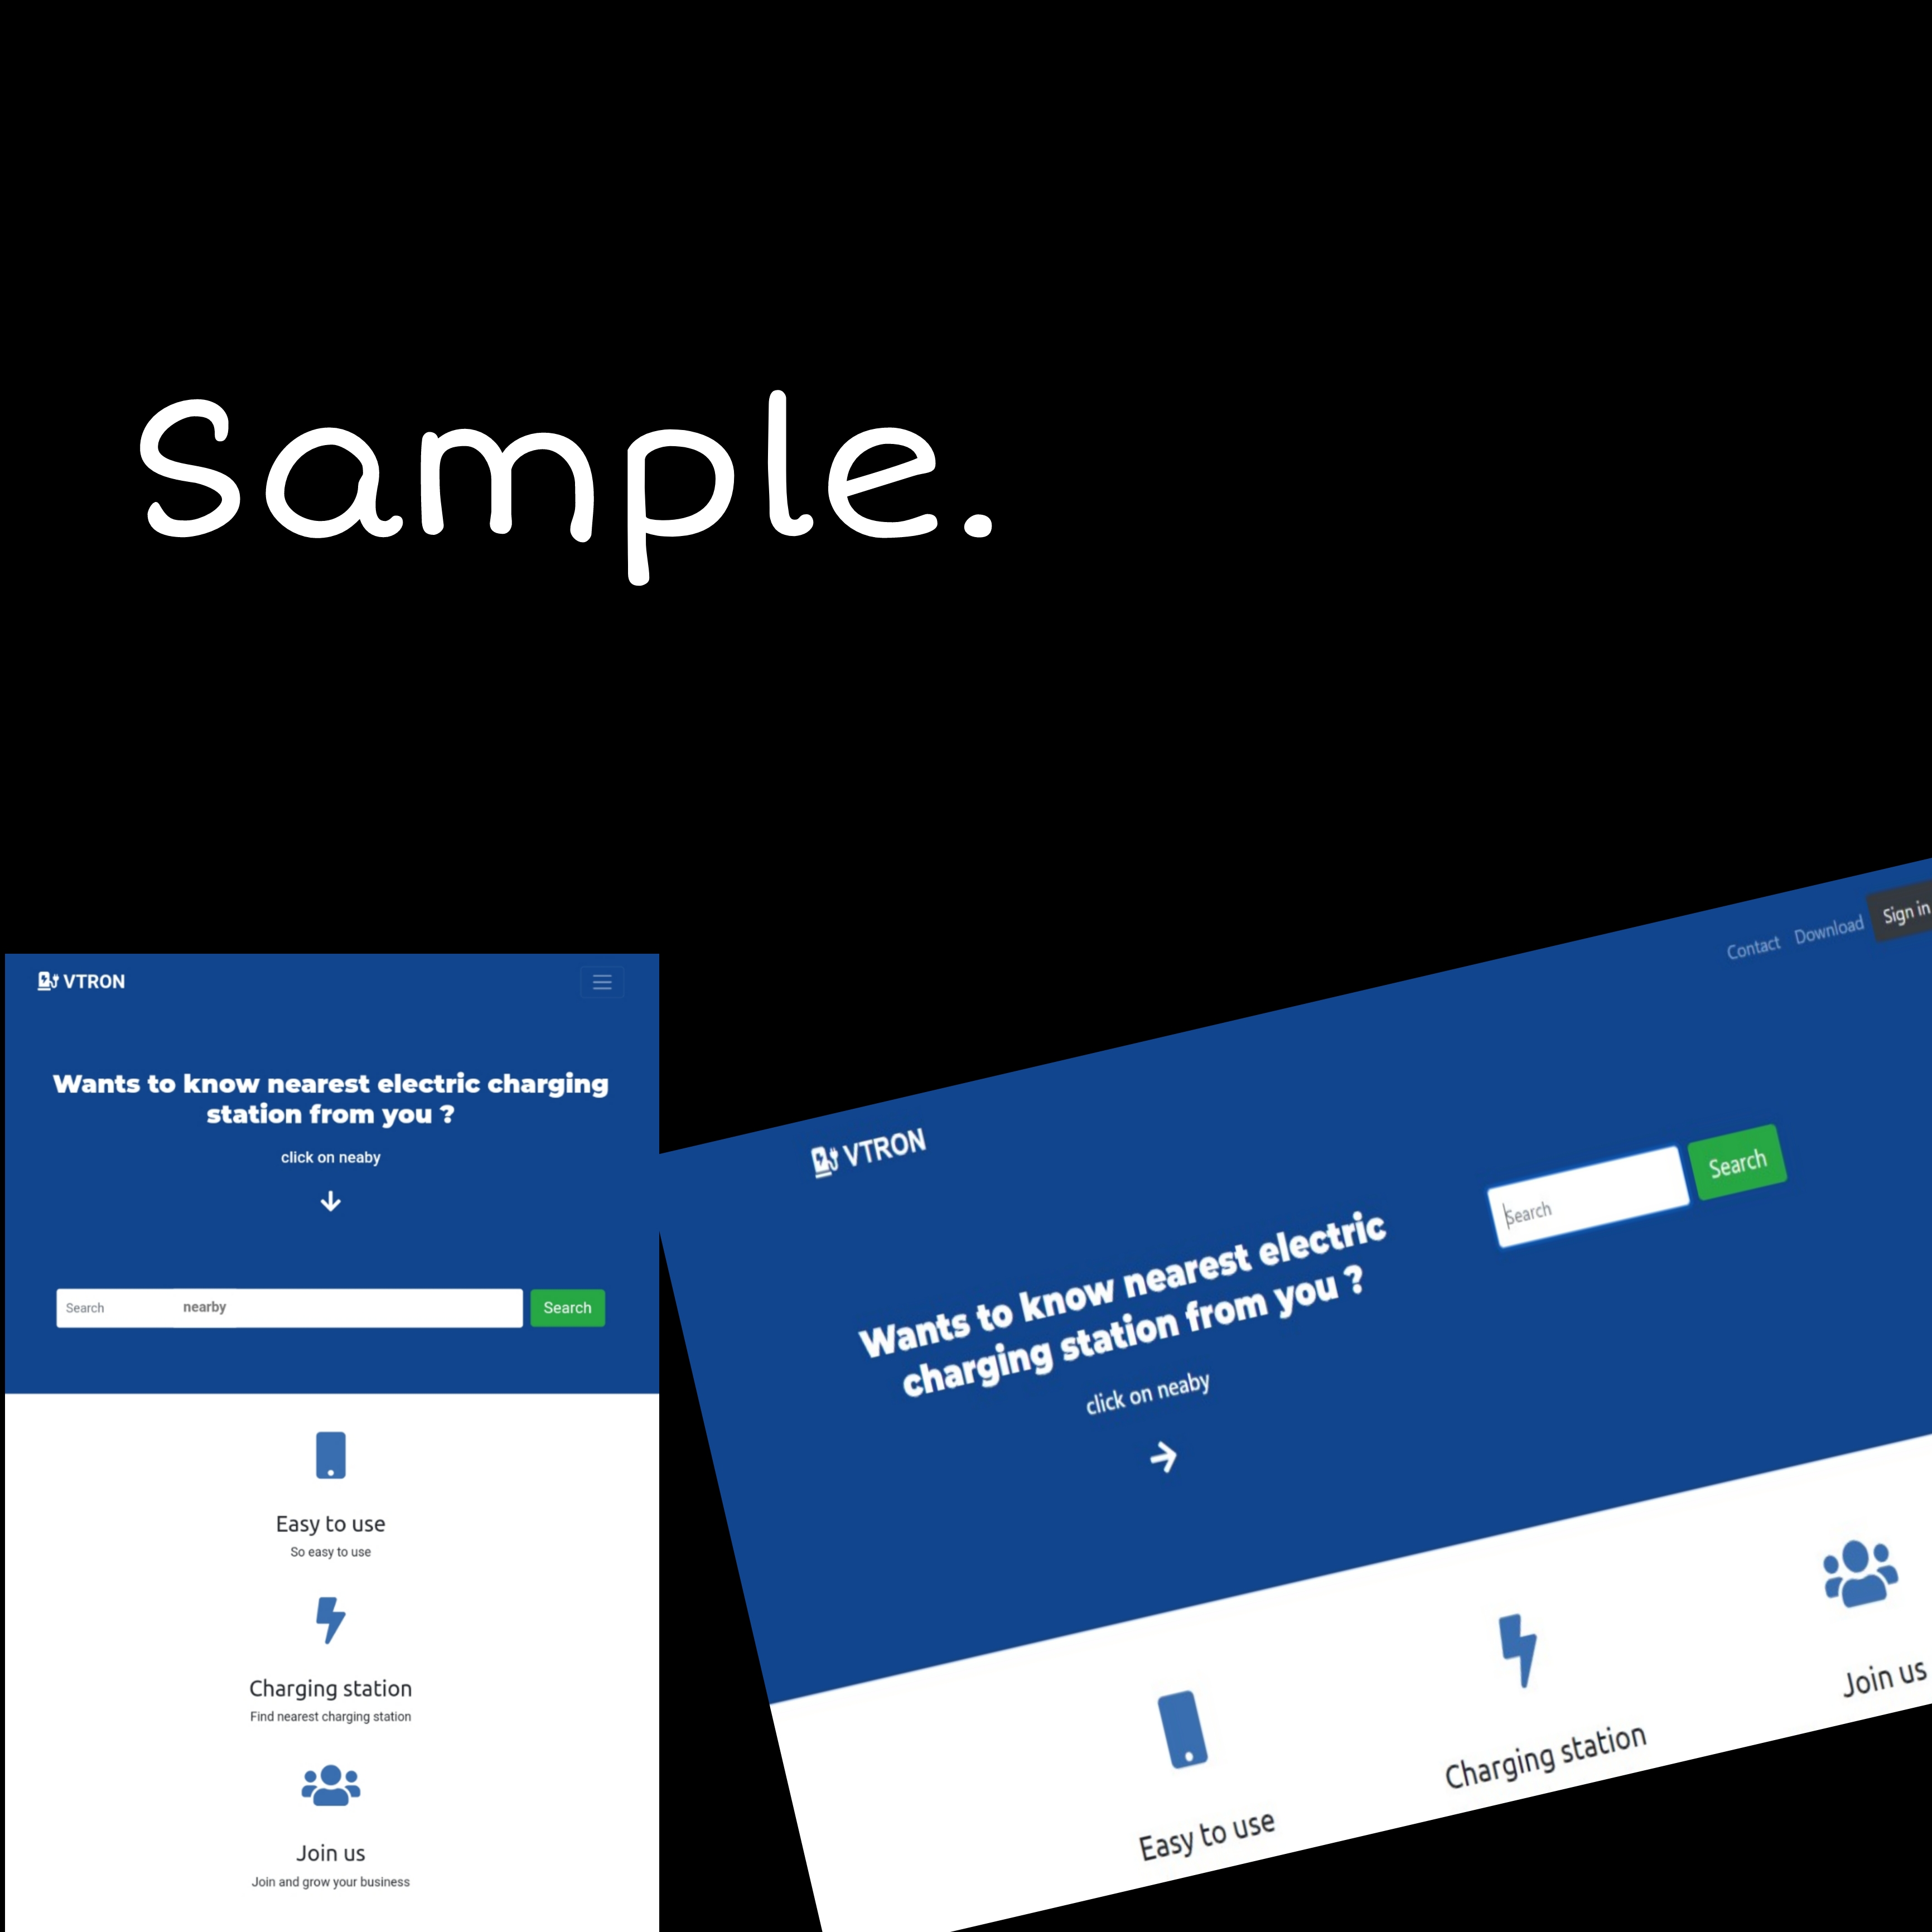 Sample.
VTRON
Wants to know nearest electric charging
station from you ?
click on neaby
Search nearby Search
Easy to use
So easy to use
Charging station
Find nearest charging station
Join us
Join and grow your business
Contact Download Sign in
VTRON
Search Search
Wants to know nearest electric
charging station from you ?
click on neaby
Easy to use
Charging station
Join us